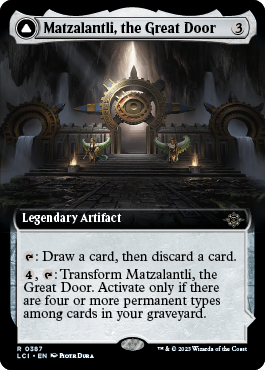 Matzalantli, the Great Door 3
Legendary Artifact
: Draw a card, then discard a card.
4, : Transform Matzalantli, the
Great Door. Activate only if there
are four or more permanent types
among cards in your graveyard.
R 0387
LCI • EN Piotr Dura
™ & © 2023 Wizards of the Coast